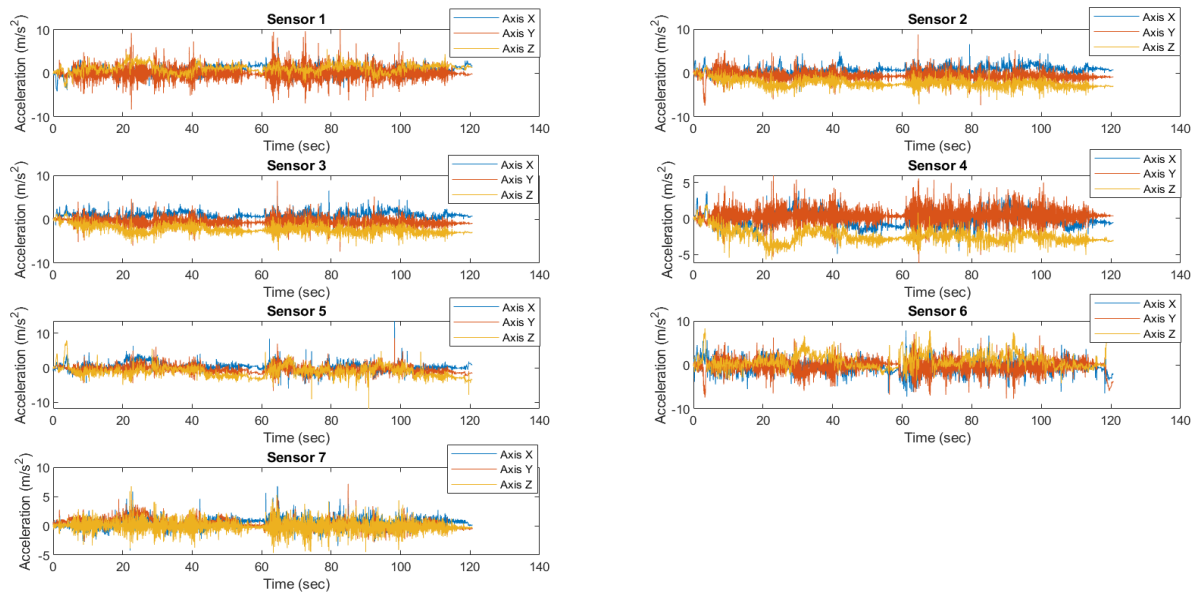 Sensor 1
Acceleration (m/s²)
10
0
-10
0 20 40 60 80 100 120 140
Time (sec)
Axis X
Axis Y
Axis Z
Sensor 2
Acceleration (m/s²)
10
0
-10
0 20 40 60 80 100 120 140
Time (sec)
Axis X
Axis Y
Axis Z
Sensor 3
Acceleration (m/s²)
10
0
-10
0 20 40 60 80 100 120 140
Time (sec)
Axis X
Axis Y
Axis Z
Sensor 4
Acceleration (m/s²)
5
0
-5
0 20 40 60 80 100 120 140
Time (sec)
Axis X
Axis Y
Axis Z
Sensor 5
Acceleration (m/s²)
10
0
-10
0 20 40 60 80 100 120 140
Time (sec)
Axis X
Axis Y
Axis Z
Sensor 6
Acceleration (m/s²)
10
0
-10
0 20 40 60 80 100 120 140
Time (sec)
Axis X
Axis Y
Axis Z
Sensor 7
Acceleration (m/s²)
10
5
0
-5
0 20 40 60 80 100 120 140
Time (sec)
Axis X
Axis Y
Axis Z